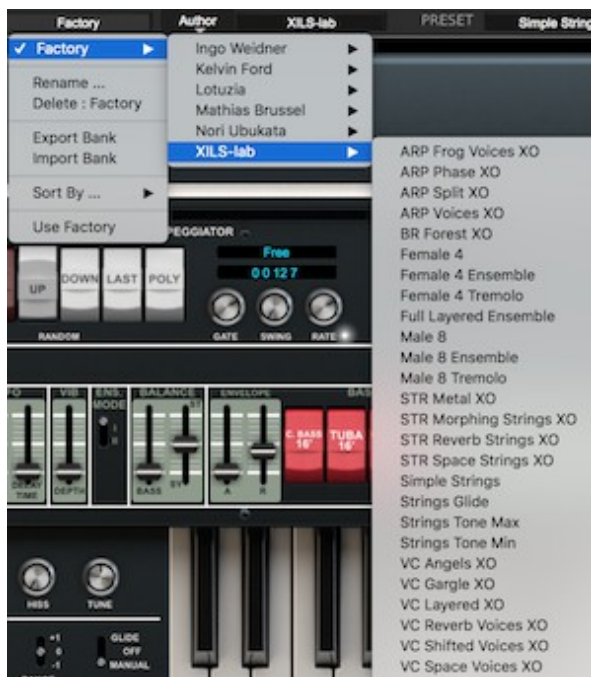 Factory
Author
XILS-lab
PRESET
Simple String
✓ Factory
Rename ...
Delete : Factory
Export Bank
Import Bank
Sort By ...
Use Factory
Ingo Weidner
Kelvin Ford
Lotuzia
Mathias Brussel
Nori Ubukata
XILS-lab
ARP Frog Voices XO
ARP Phase XO
ARP Split XO
ARP Voices XO
BR Forest XO
Female 4
Female 4 Ensemble
Female 4 Tremolo
Full Layered Ensemble
Male 8
Male 8 Ensemble
Male 8 Tremolo
STR Metal XO
STR Morphing Strings XO
STR Reverb Strings XO
STR Space Strings XO
Simple Strings
Strings Glide
Strings Tone Max
Strings Tone Min
VC Angels XO
VC Gargle XO
VC Layered XO
VC Reverb Voices XO
VC Shifted Voices XO
VC Space Voices XO
PEGGIATOR
Free
00127
UP
DOWN
LAST
POLY
RANDOM
GATE
SWING
RATE
FO
VIB
ENS.
MODE
I
II
BALANCE
ENVELOPE
BAS
DECAY
TIME
DEPTH
BASS
SY
A
R
C. BASS
16'
TUBA
16'
HISS
TUNE
+1
0
-1
GLIDE
OFF
MANUAL